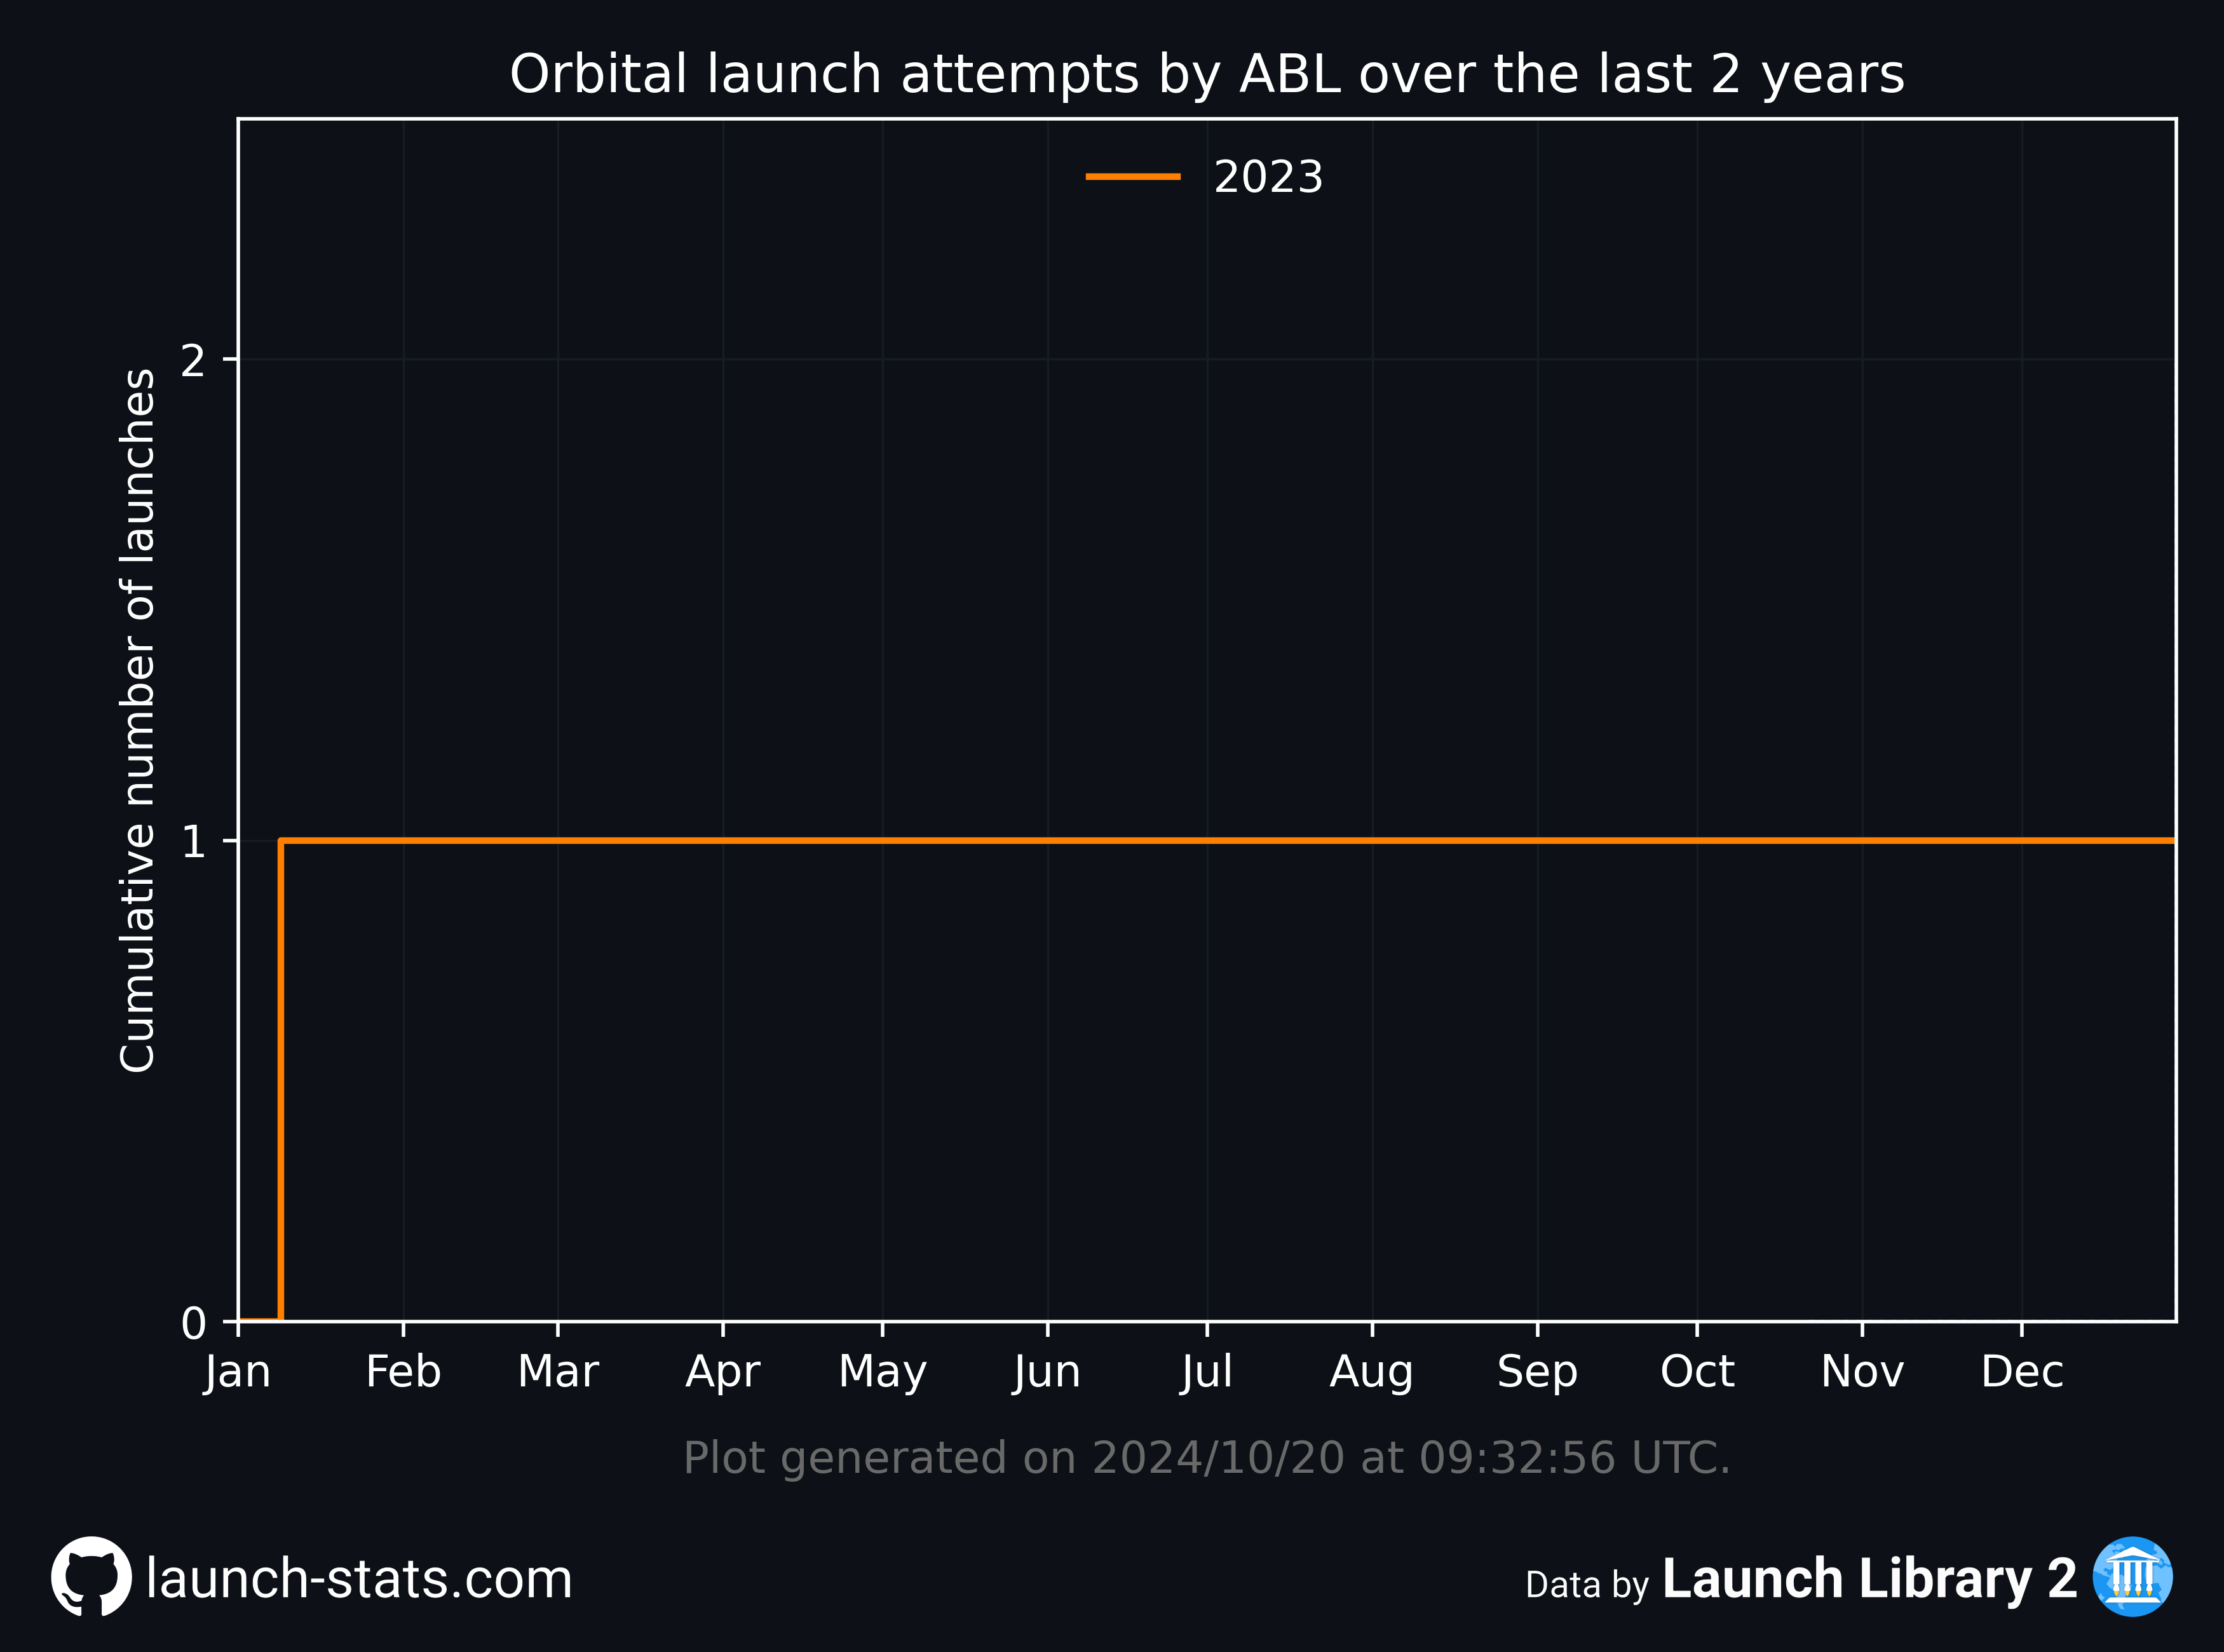 Orbital launch attempts by ABL over the last 2 years
2023
Cumulative number of launches
2
1
0
Jan Feb Mar Apr May Jun Jul Aug Sep Oct Nov Dec
Plot generated on 2024/10/20 at 09:32:56 UTC.
launch-stats.com
Data by Launch Library 2